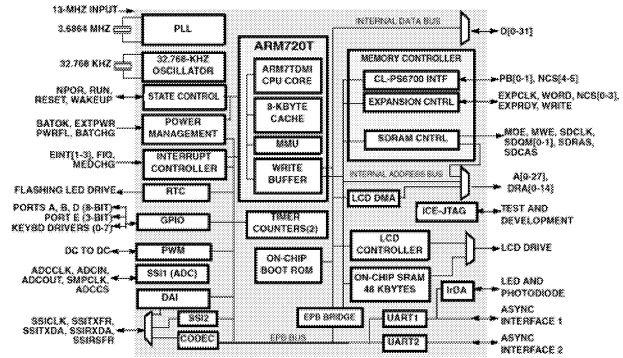 13-MHZ INPUT
3.6864 MHZ
PLL
32.768 KHZ
32.768-KHZ
OSCILLATOR
NPOR, RUN,
RESET, WAKEUP
STATE CONTROL
BATOK, EXTPWR
PWRFL, BATCHG
POWER
MANAGEMENT
EINT[1-3], FIQ,
MEDCHG
INTERRUPT
CONTROLLER
FLASHING LED DRIVE
RTC
PORTS A, B, D (8-BIT)
PORT E (3-BIT)
KEYBD DRIVERS (0-7)
GPIO
DC TO DC
PWM
ADCCLK, ADCIN,
ADCOUT, SMPCLK,
ADCCS
SSI1 (ADC)
DAI
SSICLK, SSITXFR,
SSITXDA, SSIRXDA,
SSIRSFR
SSI2
CODEC
ARM720T
ARM7TDMI
CPU CORE
8-KBYTE
CACHE
MMU
WRITE
BUFFER
TIMER
COUNTERS(2)
ON-CHIP
BOOT ROM
EPB BRIDGE
EPB BUS
INTERNAL DATA BUS
D[0-31]
MEMORY CONTROLLER
CL-PS6700 INTF
PB[0-1], NCS[4-5]
EXPANSION CNTRL
EXPCLK, WORD, NCS[0-3],
EXPRDY, WRITE
SDRAM CNTRL
MOE, MWE, SDCLK,
SDQM[0-1], SDRAS,
SDCAS
INTERNAL ADDRESS BUS
A[0-27],
DRA[0-14]
LCD DMA
ICE-JTAG
TEST AND
DEVELOPMENT
LCD
CONTROLLER
LCD DRIVE
ON-CHIP SRAM
48 KBYTES
IrDA
LED AND
PHOTODIODE
UART1
ASYNC
INTERFACE 1
UART2
ASYNC
INTERFACE 2